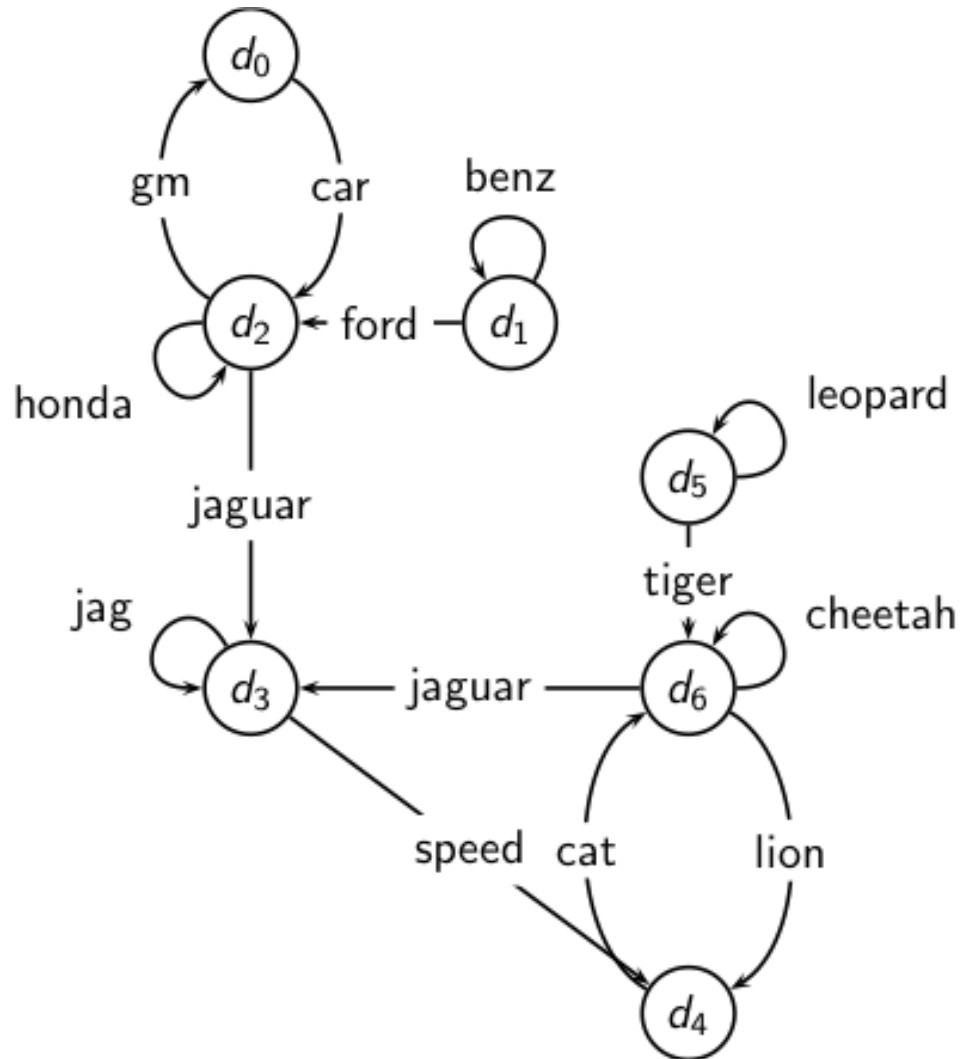 d0
gm
car
benz
d2
ford
d1
honda
leopard
d5
jaguar
tiger
jag
cheetah
d3
jaguar
d6
speed
cat
lion
d4